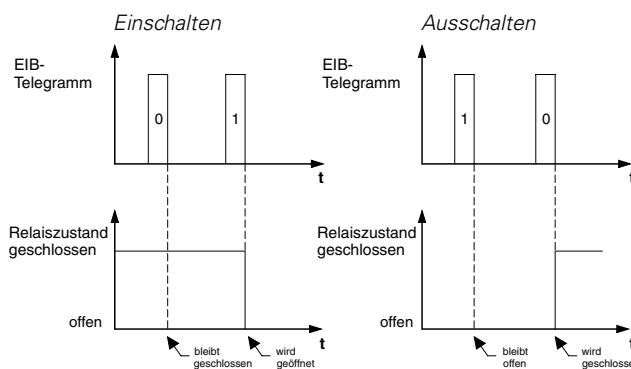 Einschalten
EIB-
Telegramm
0
1
t
Relaiszustand
geschlossen
offen
t
bleibt
geschlossen
wird
geöffnet
Ausschalten
EIB-
Telegramm
1
0
t
Relaiszustand
geschlossen
offen
t
bleibt
offen
wird
geschlosse